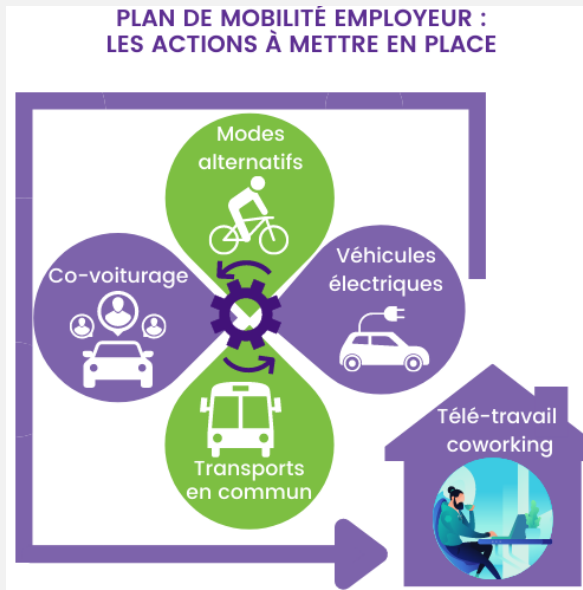 PLAN DE MOBILITÉ EMPLOYEUR :
LES ACTIONS À METTRE EN PLACE
Modes
alternatifs
Co-voiturage
Véhicules
électriques
Transports
en commun
Télé-travail
coworking